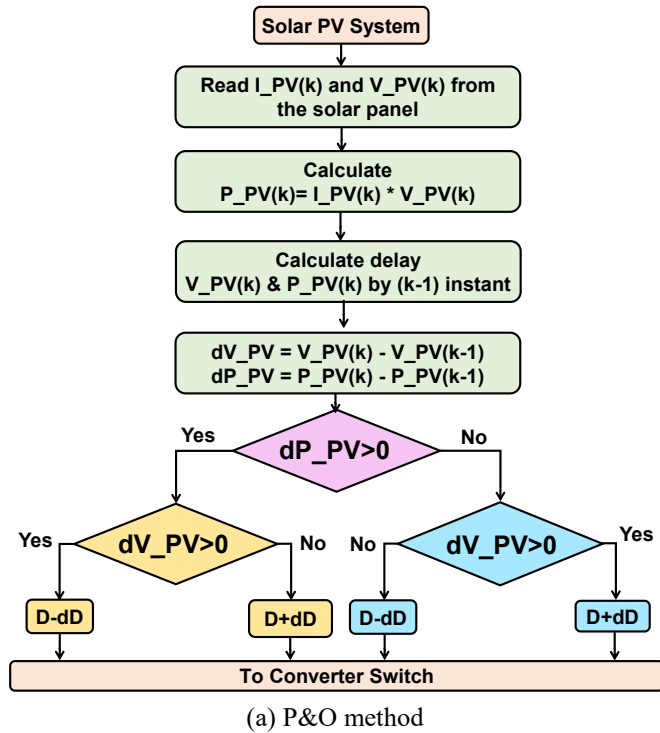 Solar PV System
Read I_PV(k) and V_PV(k) from
the solar panel
Calculate
P_PV(k)= I_PV(k) * V_PV(k)
Calculate delay
V_PV(k) & P_PV(k) by (k-1) instant
dV_PV = V_PV(k) - V_PV(k-1)
dP_PV = P_PV(k) - P_PV(k-1)
Yes
dP_PV>0
No
Yes
dV_PV>0
No
No
dV_PV>0
Yes
D-dD
D+dD
D-dD
D+dD
To Converter Switch
(a) P&O method